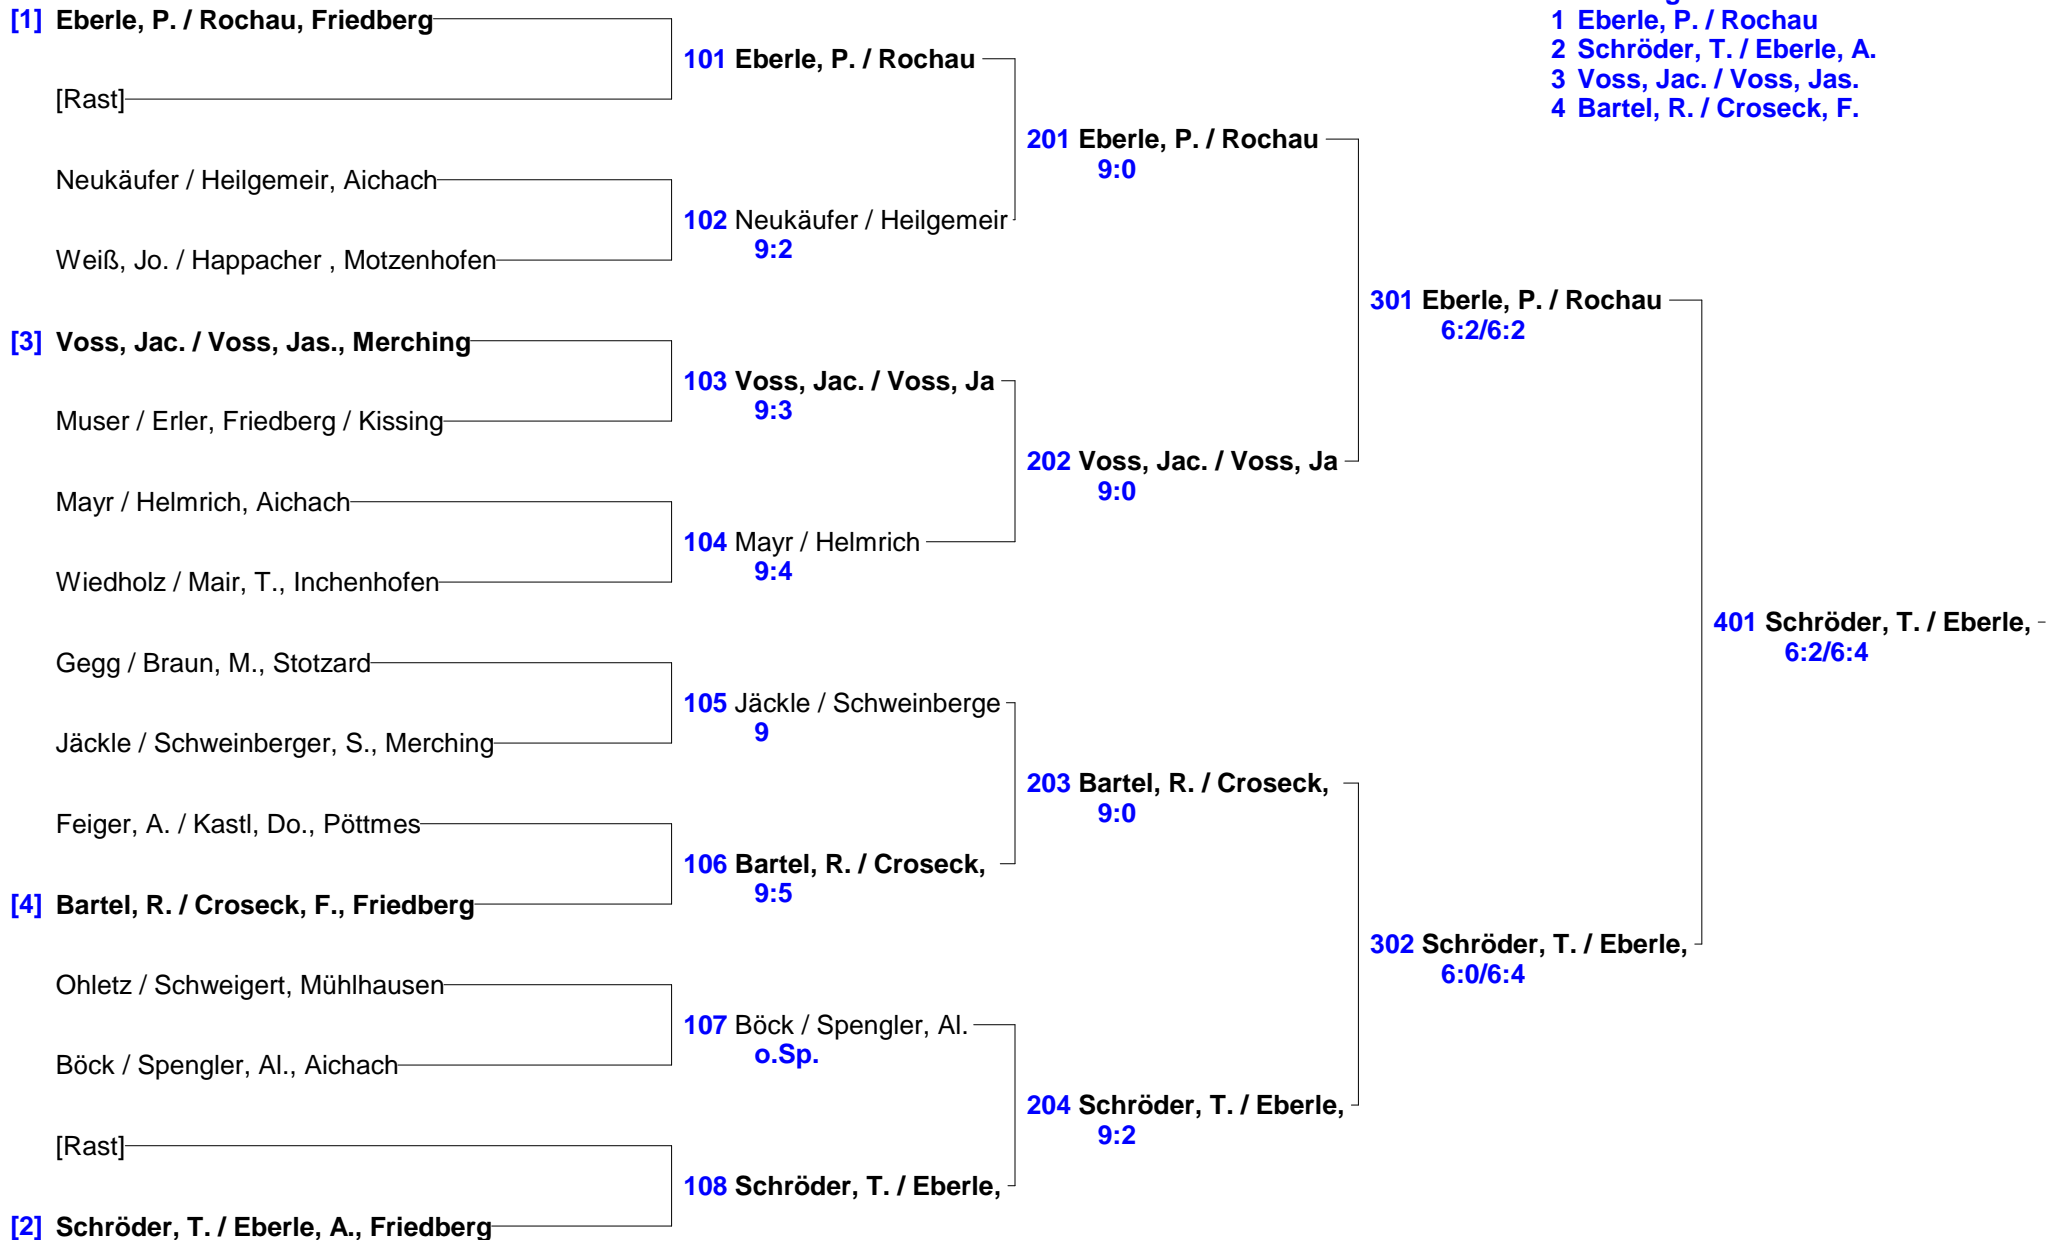 [1] Eberle, P. / Rochau, Friedberg
[Rast]
Neukäufer / Heilgemeir, Aichach
Weiß, Jo. / Happacher , Motzenhofen
[3] Voss, Jac. / Voss, Jas., Merching
Muser / Erler, Friedberg / Kissing
Mayr / Helmrich, Aichach
Wiedholz / Mair, T., Inchenhofen
Gegg / Braun, M., Stotzard
Jäckle / Schweinberger, S., Merching
Feiger, A. / Kastl, Do., Pöttmes
[4] Bartel, R. / Croseck, F., Friedberg
Ohletz / Schweigert, Mühlhausen
Böck / Spengler, Al., Aichach
[Rast]
[2] Schröder, T. / Eberle, A., Friedberg
101 Eberle, P. / Rochau
102 Neukäufer / Heilgemeir
9:2
103 Voss, Jac. / Voss, Ja
9:3
104 Mayr / Helmrich
9:4
105 Jäckle / Schweinberge
9
106 Bartel, R. / Croseck,
9:5
107 Böck / Spengler, Al.
o.Sp.
108 Schröder, T. / Eberle,
201 Eberle, P. / Rochau
9:0
202 Voss, Jac. / Voss, Ja
9:0
203 Bartel, R. / Croseck,
9:0
204 Schröder, T. / Eberle,
9:2
301 Eberle, P. / Rochau
6:2/6:2
302 Schröder, T. / Eberle,
6:0/6:4
401 Schröder, T. / Eberle,
6:2/6:4
1 Eberle, P. / Rochau
2 Schröder, T. / Eberle, A.
3 Voss, Jac. / Voss, Jas.
4 Bartel, R. / Croseck, F.